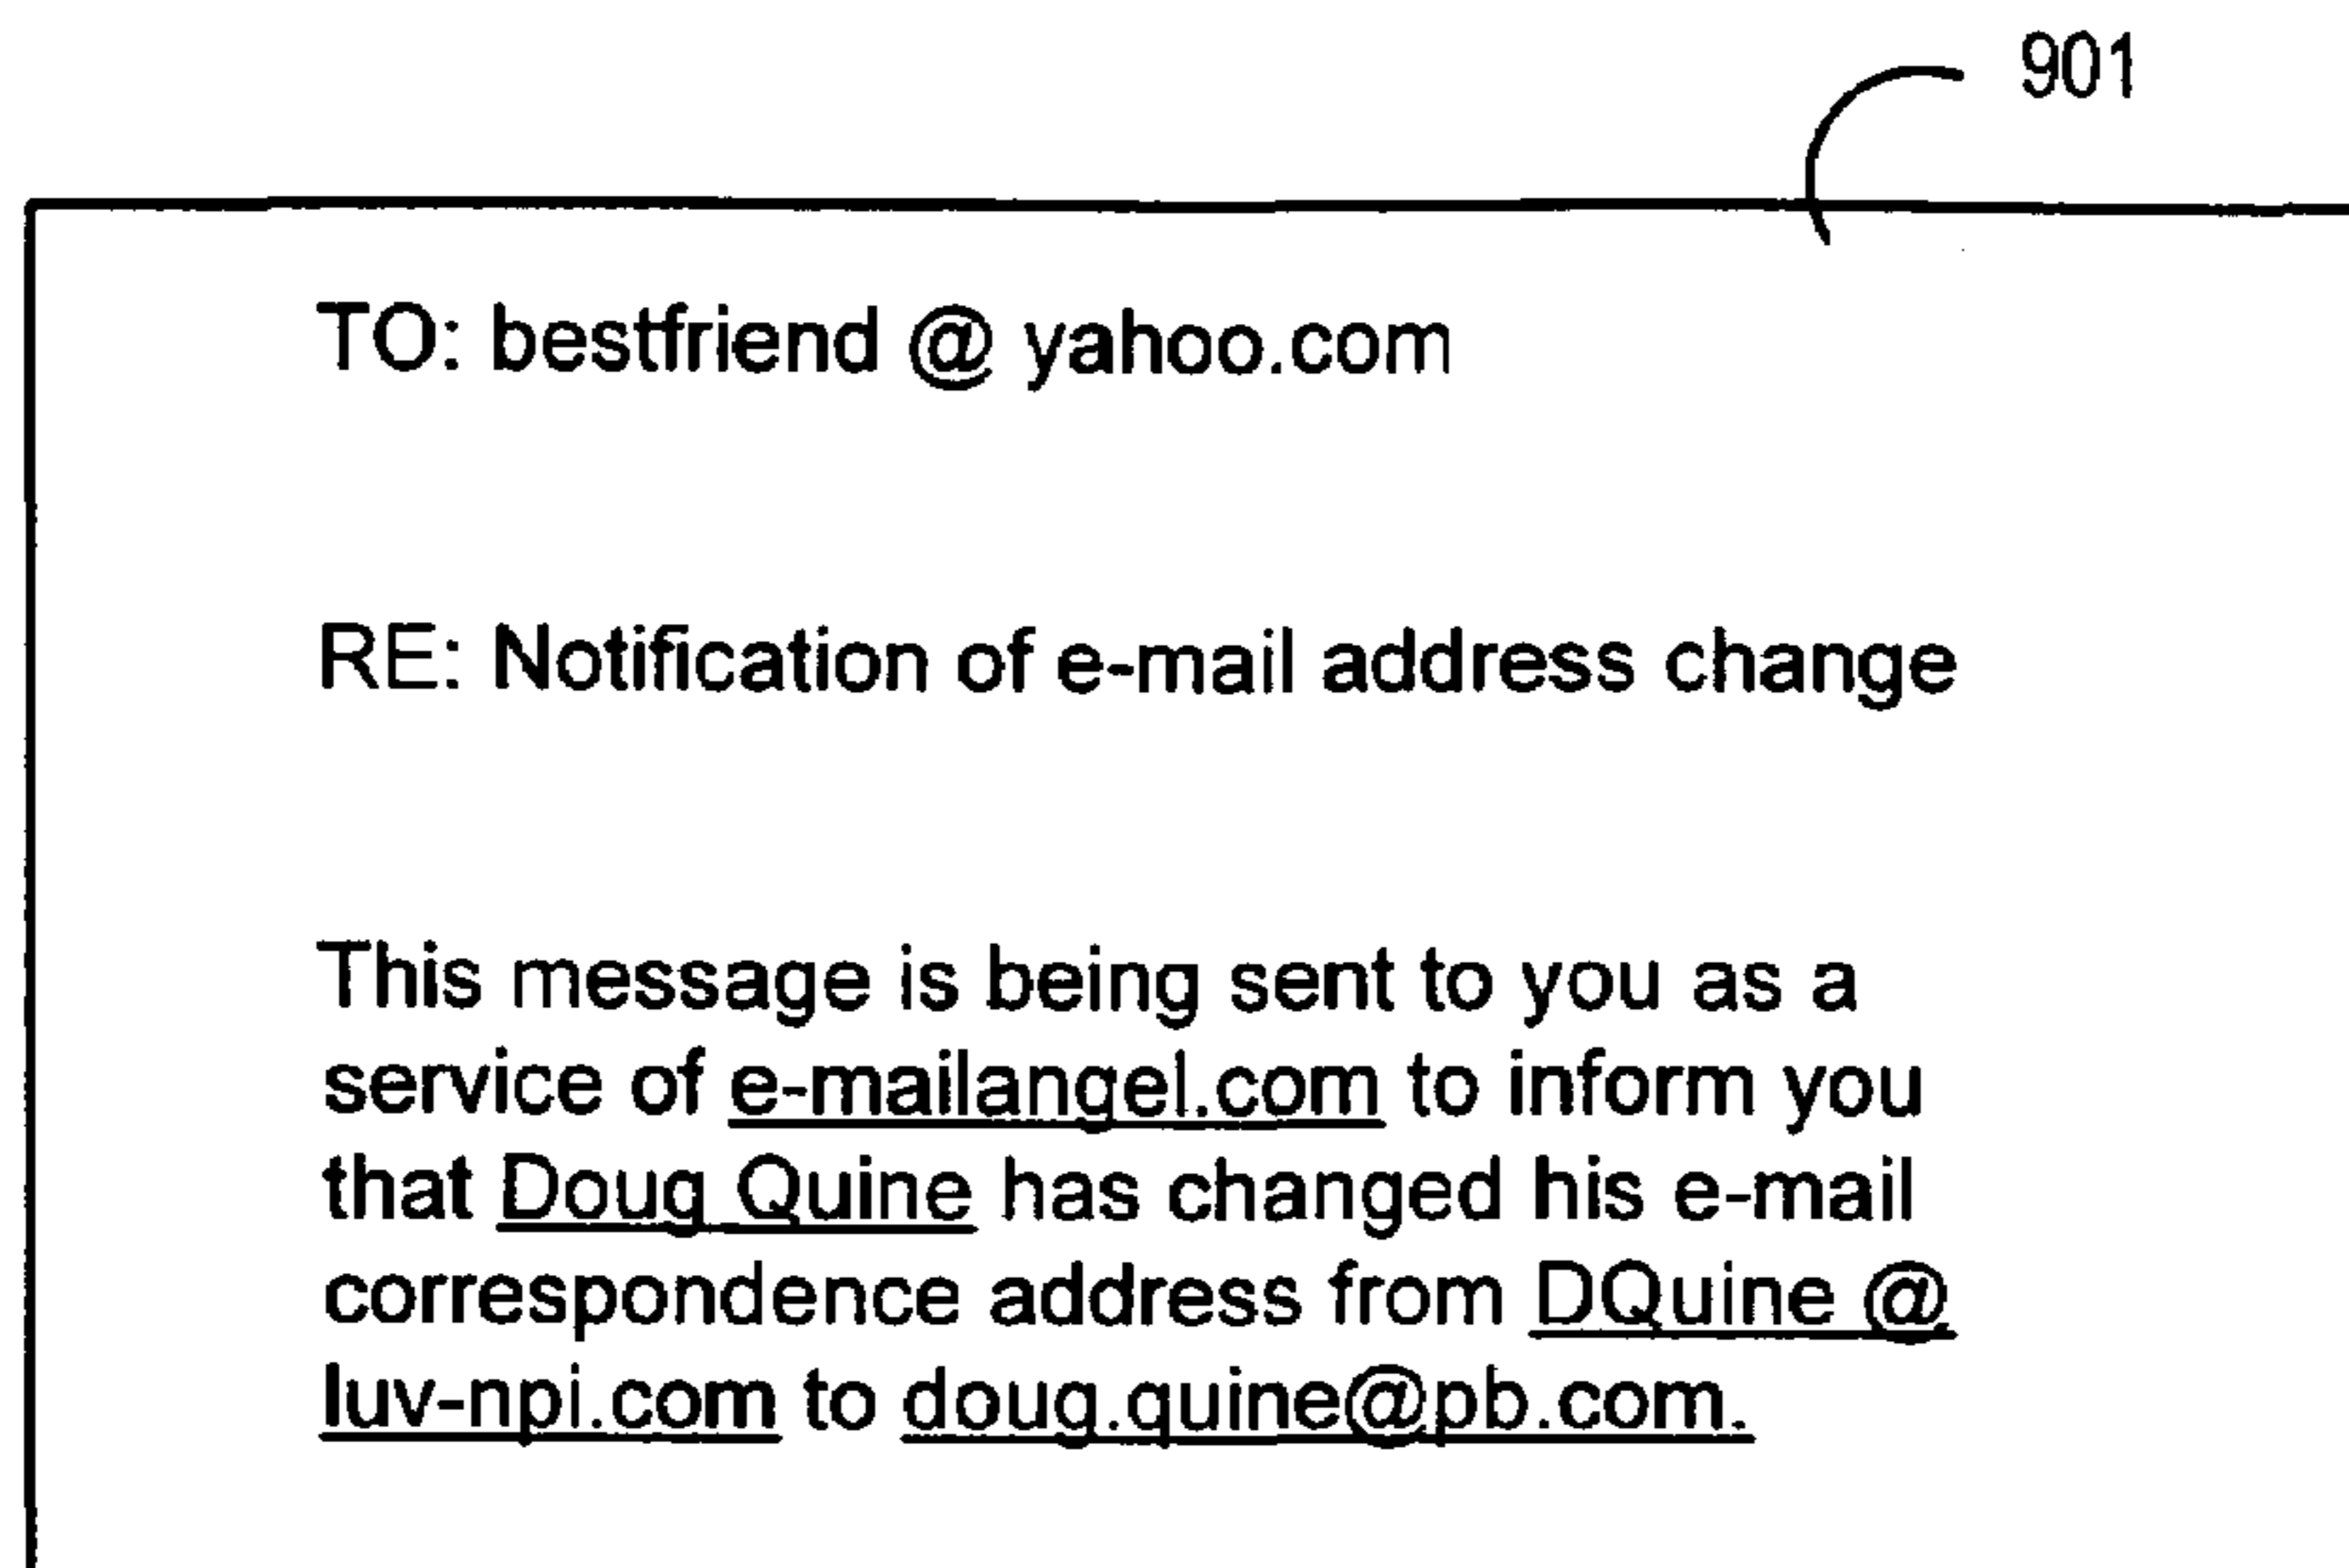 901
TO: bestfriend @ yahoo.com
RE: Notification of e-mail address change
This message is being sent to you as a
service of e-mailangel.com to inform you
that Doug Quine has changed his e-mail
correspondence address from DQuine @
luv-npi.com to doug.quine@pb.com.